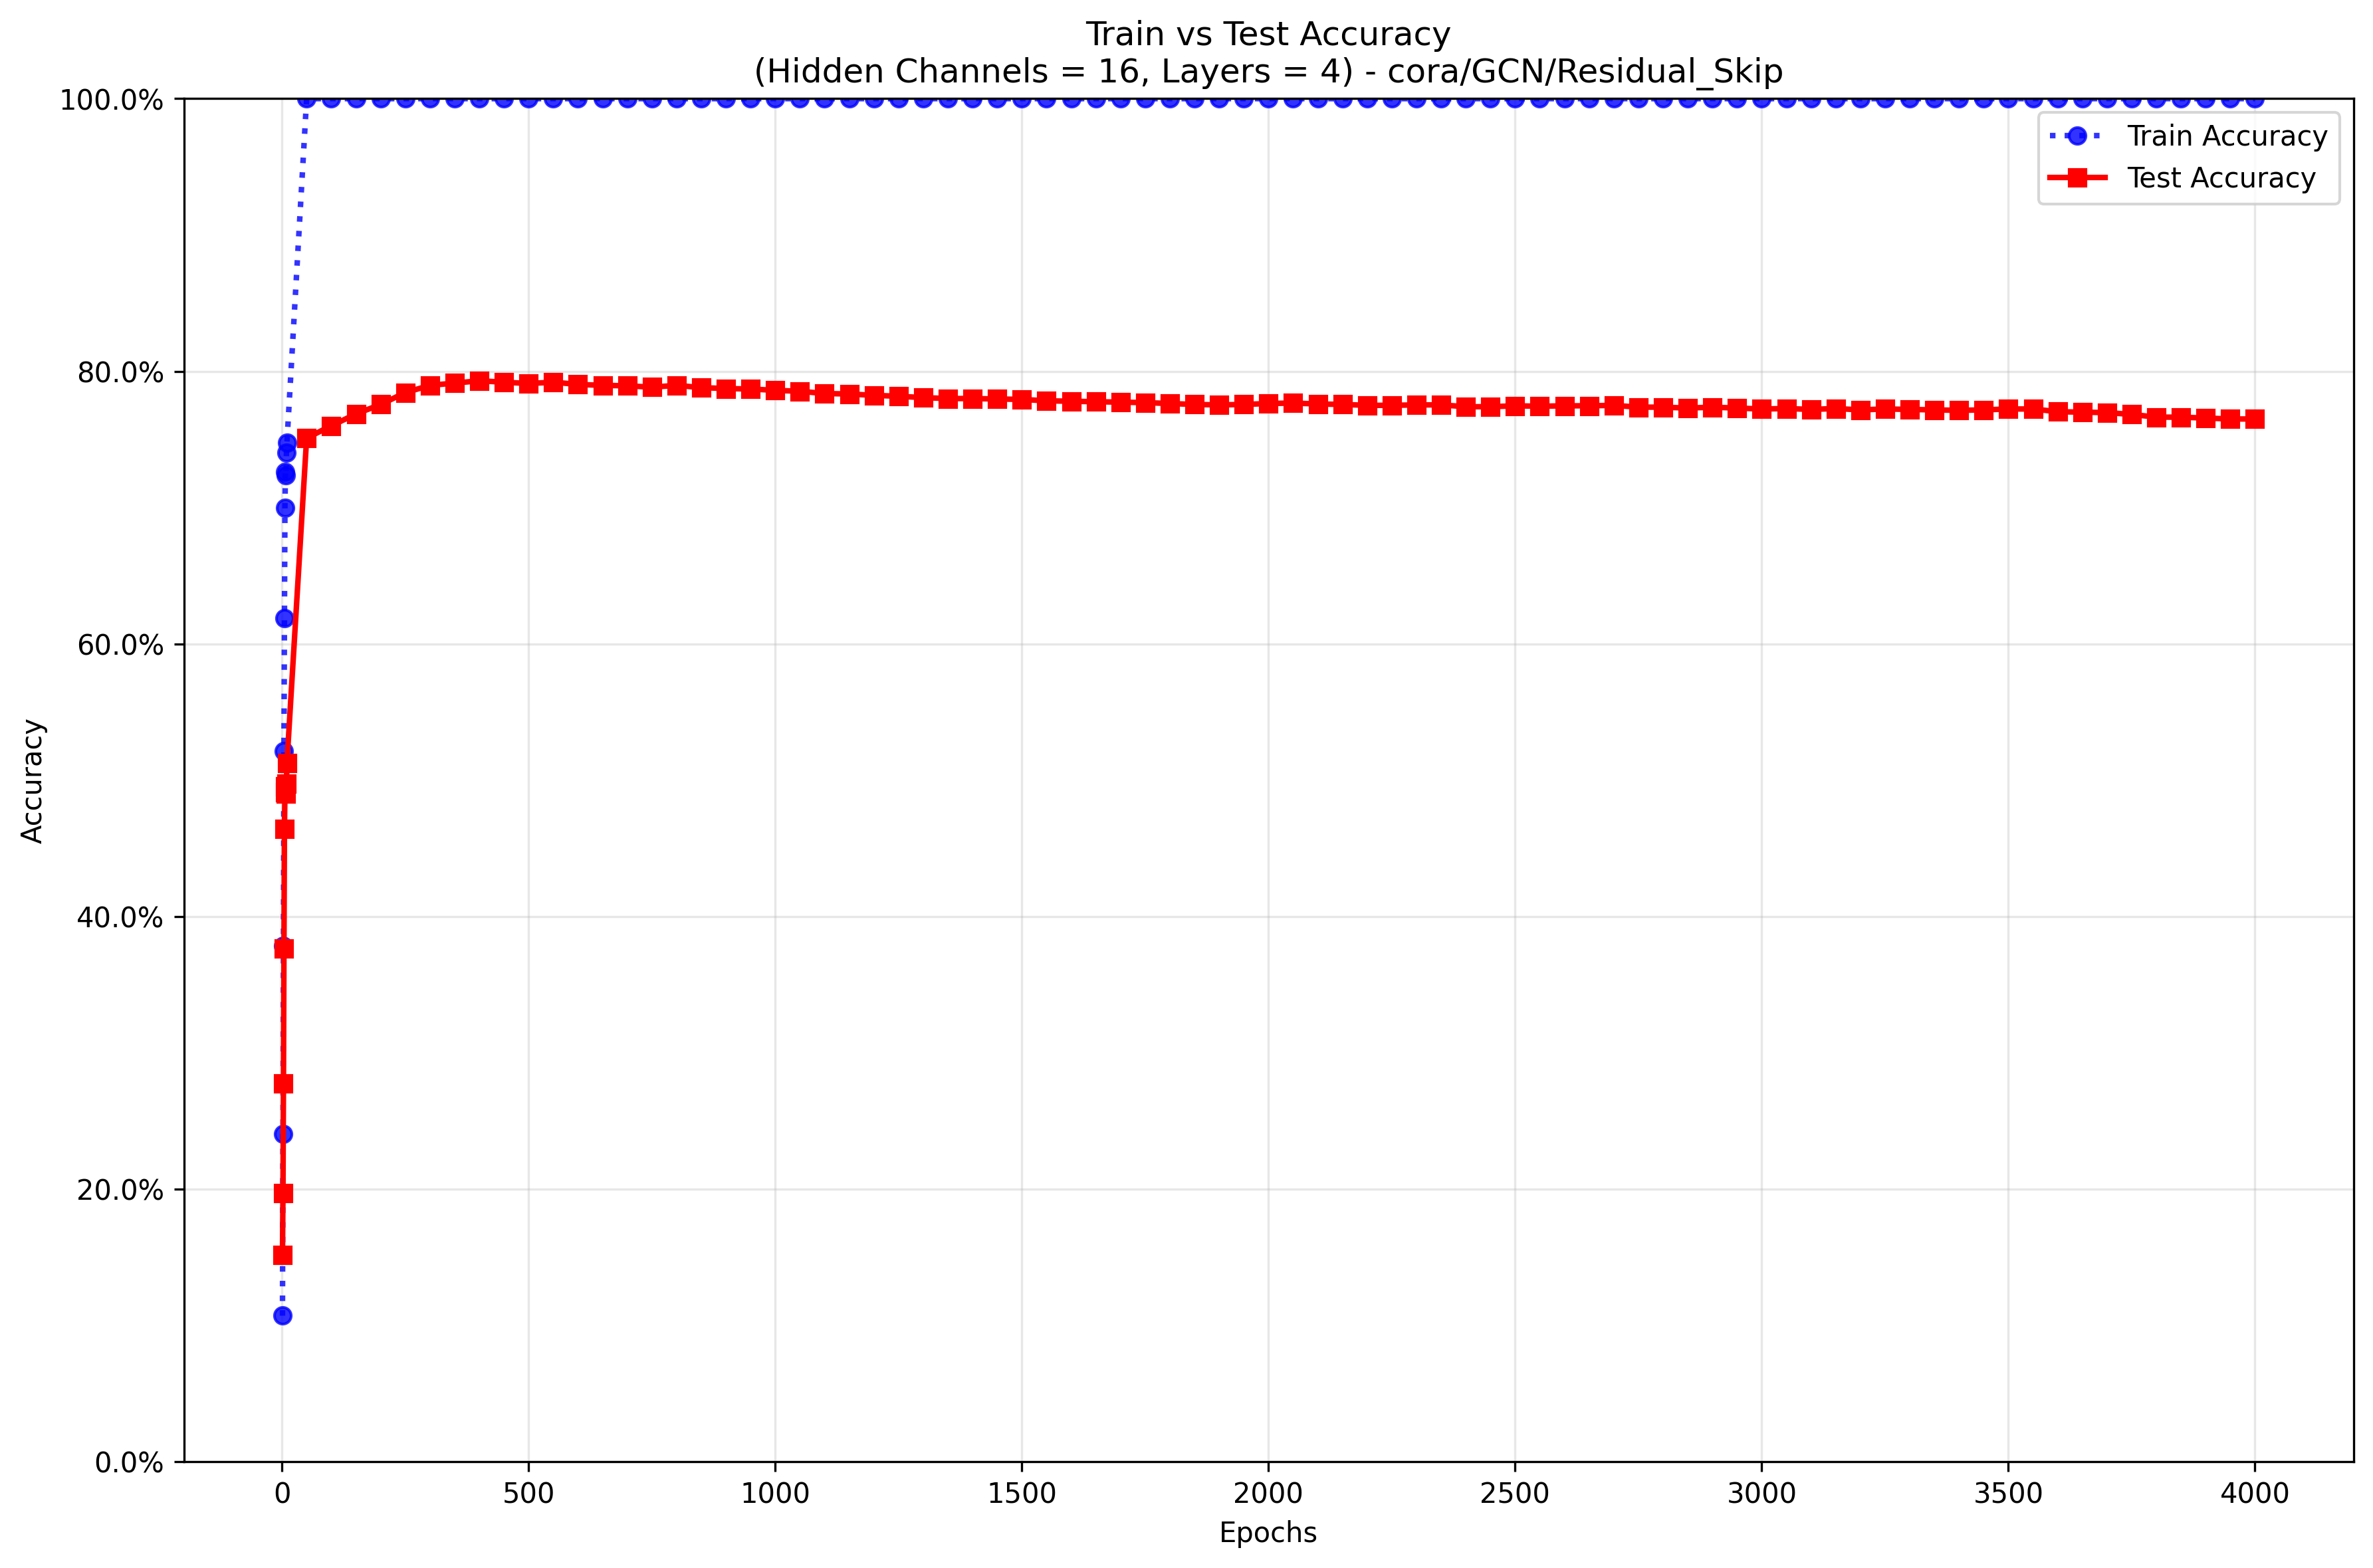 Train vs Test Accuracy
(Hidden Channels = 16, Layers = 4) - cora/GCN/Residual_Skip
100.0%
80.0%
60.0%
40.0%
20.0%
0.0%
Accuracy
Train Accuracy
Test Accuracy
0 500 1000 1500 2000 2500 3000 3500 4000
Epochs